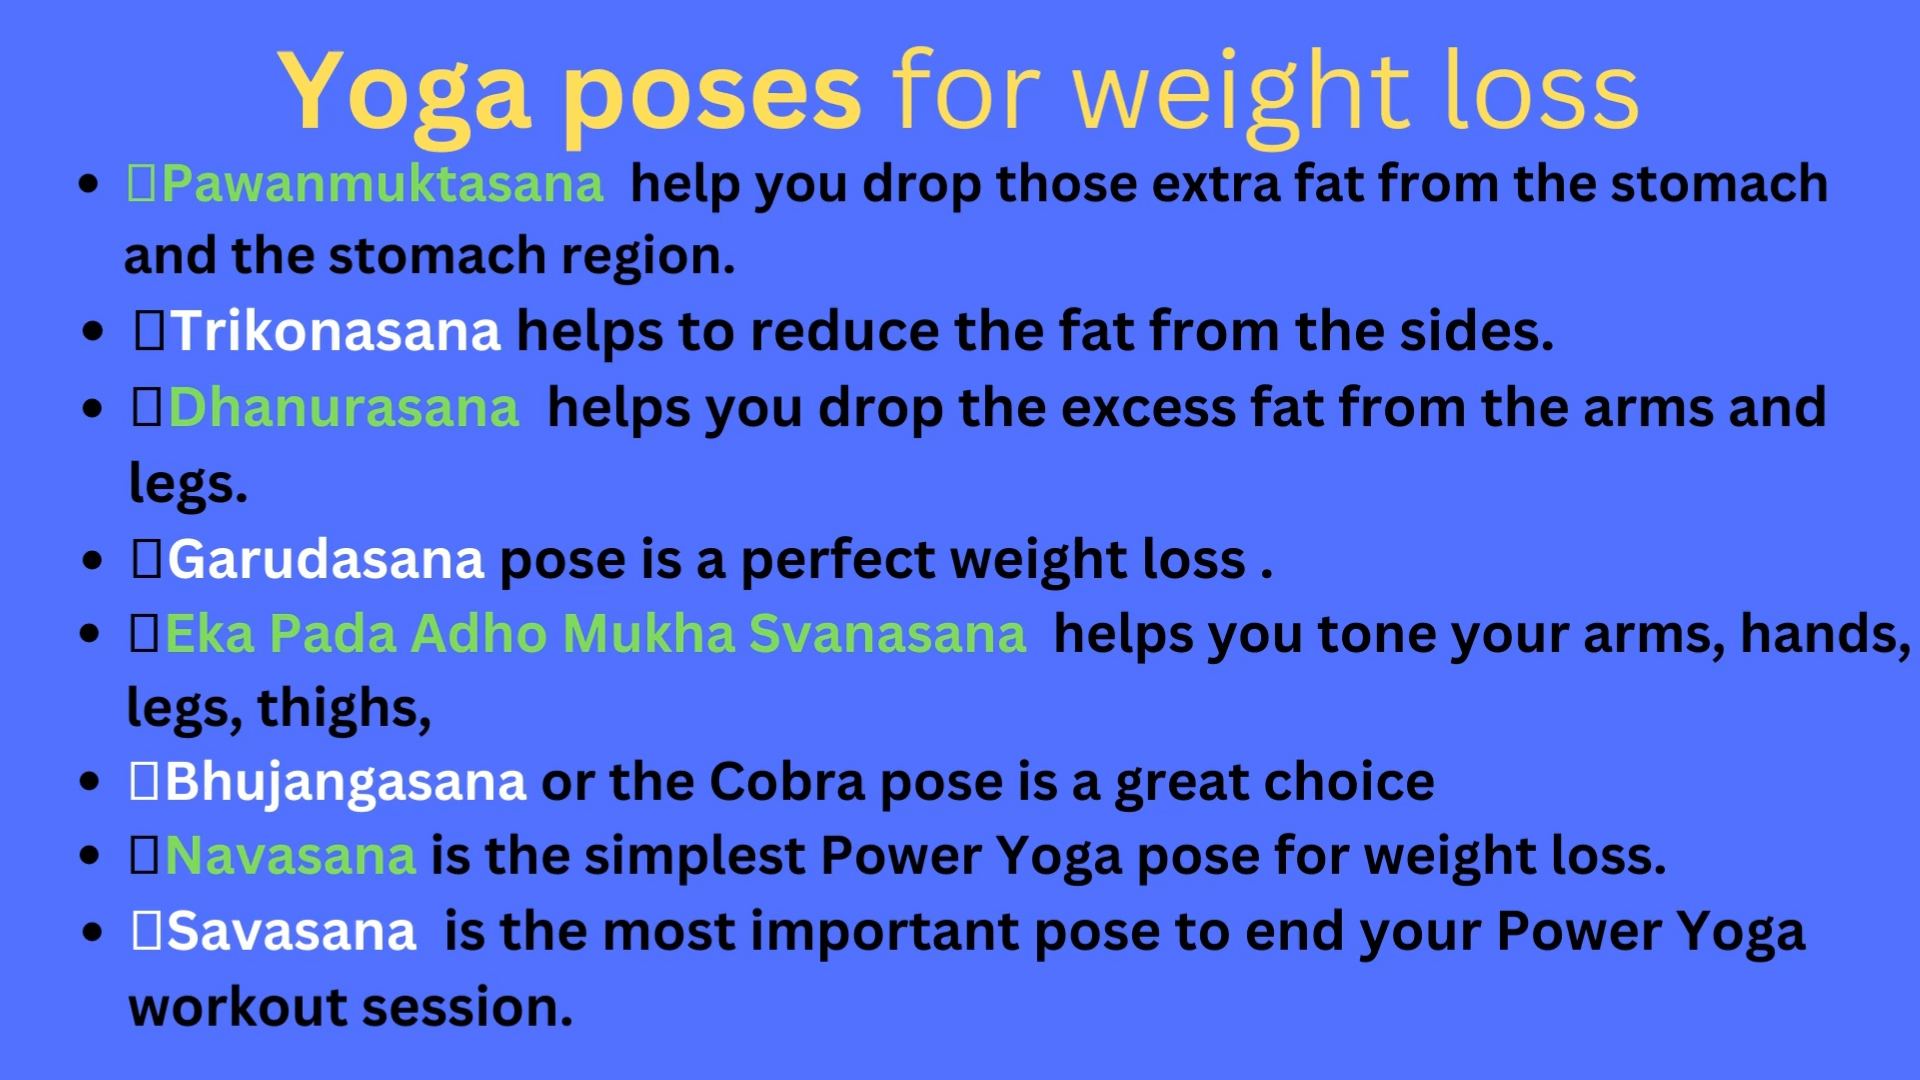 Yoga poses for weight loss
• Pawanmuktasana help you drop those extra fat from the stomach
and the stomach region.
• Trikonasana helps to reduce the fat from the sides.
• Dhanurasana helps you drop the excess fat from the arms and
legs.
• Garudasana pose is a perfect weight loss .
• Eka Pada Adho Mukha Svanasana helps you tone your arms, hands,
legs, thighs,
• Bhujangasana or the Cobra pose is a great choice
• Navasana is the simplest Power Yoga pose for weight loss.
• Savasana is the most important pose to end your Power Yoga
workout session.